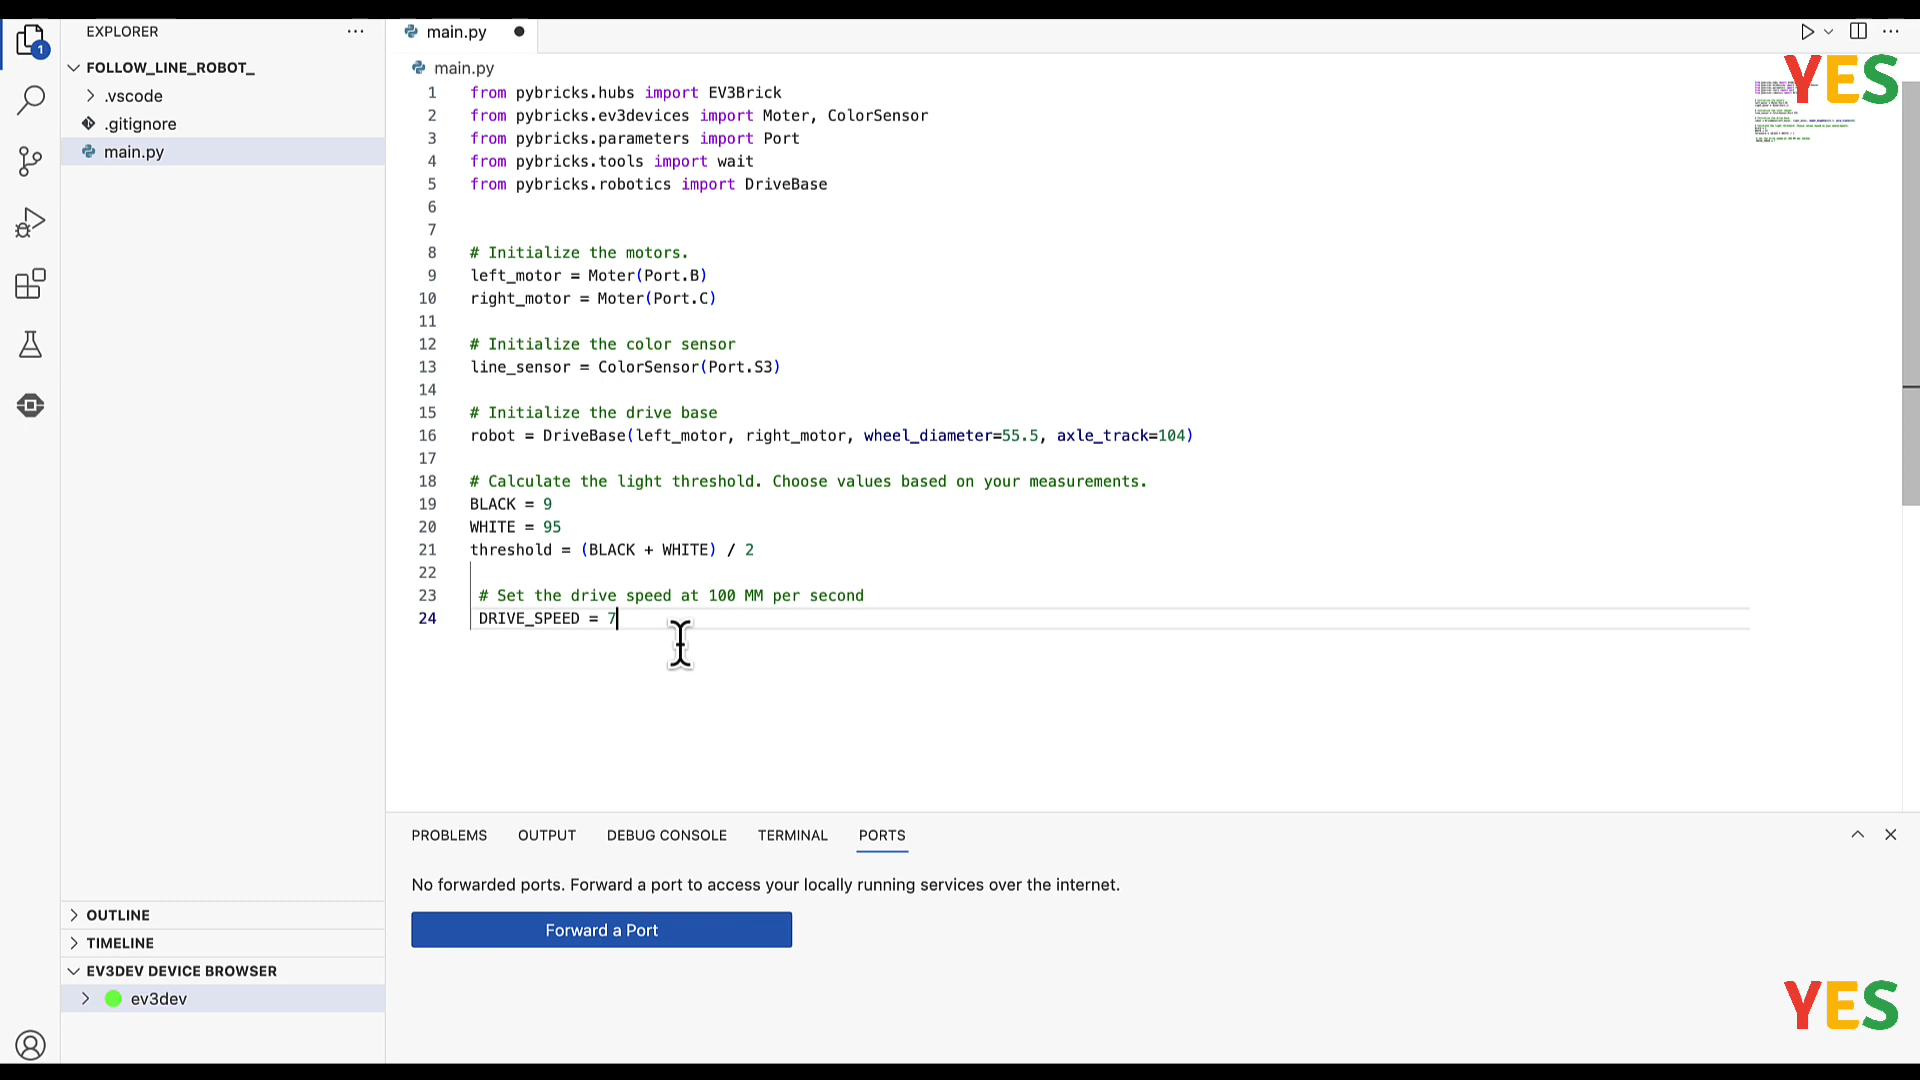 EXPLORER
FOLLOW_LINE_ROBOT_
.vscode
.gitignore
main.py
main.py
main.py
1 from pybricks.hubs import EV3Brick
2 from pybricks.ev3devices import Moter, ColorSensor
3 from pybricks.parameters import Port
4 from pybricks.tools import wait
5 from pybricks.robotics import DriveBase
6
7
8 # Initialize the motors.
9 left_motor = Moter(Port.B)
10 right_motor = Moter(Port.C)
11
12 # Initialize the color sensor
13 line_sensor = ColorSensor(Port.S3)
14
15 # Initialize the drive base
16 robot = DriveBase(left_motor, right_motor, wheel_diameter=55.5, axle_track=104)
17
18 # Calculate the light threshold. Choose values based on your measurements.
19 BLACK = 9
20 WHITE = 95
21 threshold = (BLACK + WHITE) / 2
22
23 # Set the drive speed at 100 MM per second
24 DRIVE_SPEED = 7
YES
1
PROBLEMS OUTPUT DEBUG CONSOLE TERMINAL PORTS
No forwarded ports. Forward a port to access your locally running services over the internet.
Forward a Port
OUTLINE
TIMELINE
EV3DEV DEVICE BROWSER
ev3dev
YES